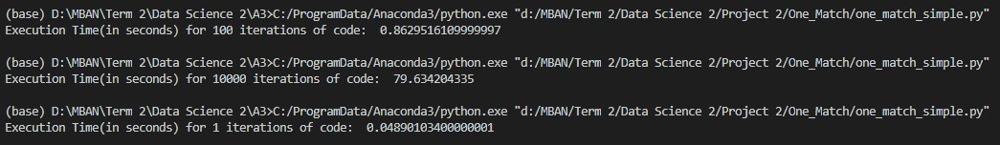 (base) D:\MBAN\Term 2\Data Science 2\A3>C:/ProgramData/Anaconda3/python.exe "d:/MBAN/Term 2/Data Science 2/Project 2/One_Match/one_match_simple.py"
Execution Time(in seconds) for 100 iterations of code:  0.8629516109999997
(base) D:\MBAN\Term 2\Data Science 2\A3>C:/ProgramData/Anaconda3/python.exe "d:/MBAN/Term 2/Data Science 2/Project 2/One_Match/one_match_simple.py"
Execution Time(in seconds) for 10000 iterations of code:  79.634204335
(base) D:\MBAN\Term 2\Data Science 2\A3>C:/ProgramData/Anaconda3/python.exe "d:/MBAN/Term 2/Data Science 2/Project 2/One_Match/one_match_simple.py"
Execution Time(in seconds) for 1 iterations of code:  0.04890103400000001